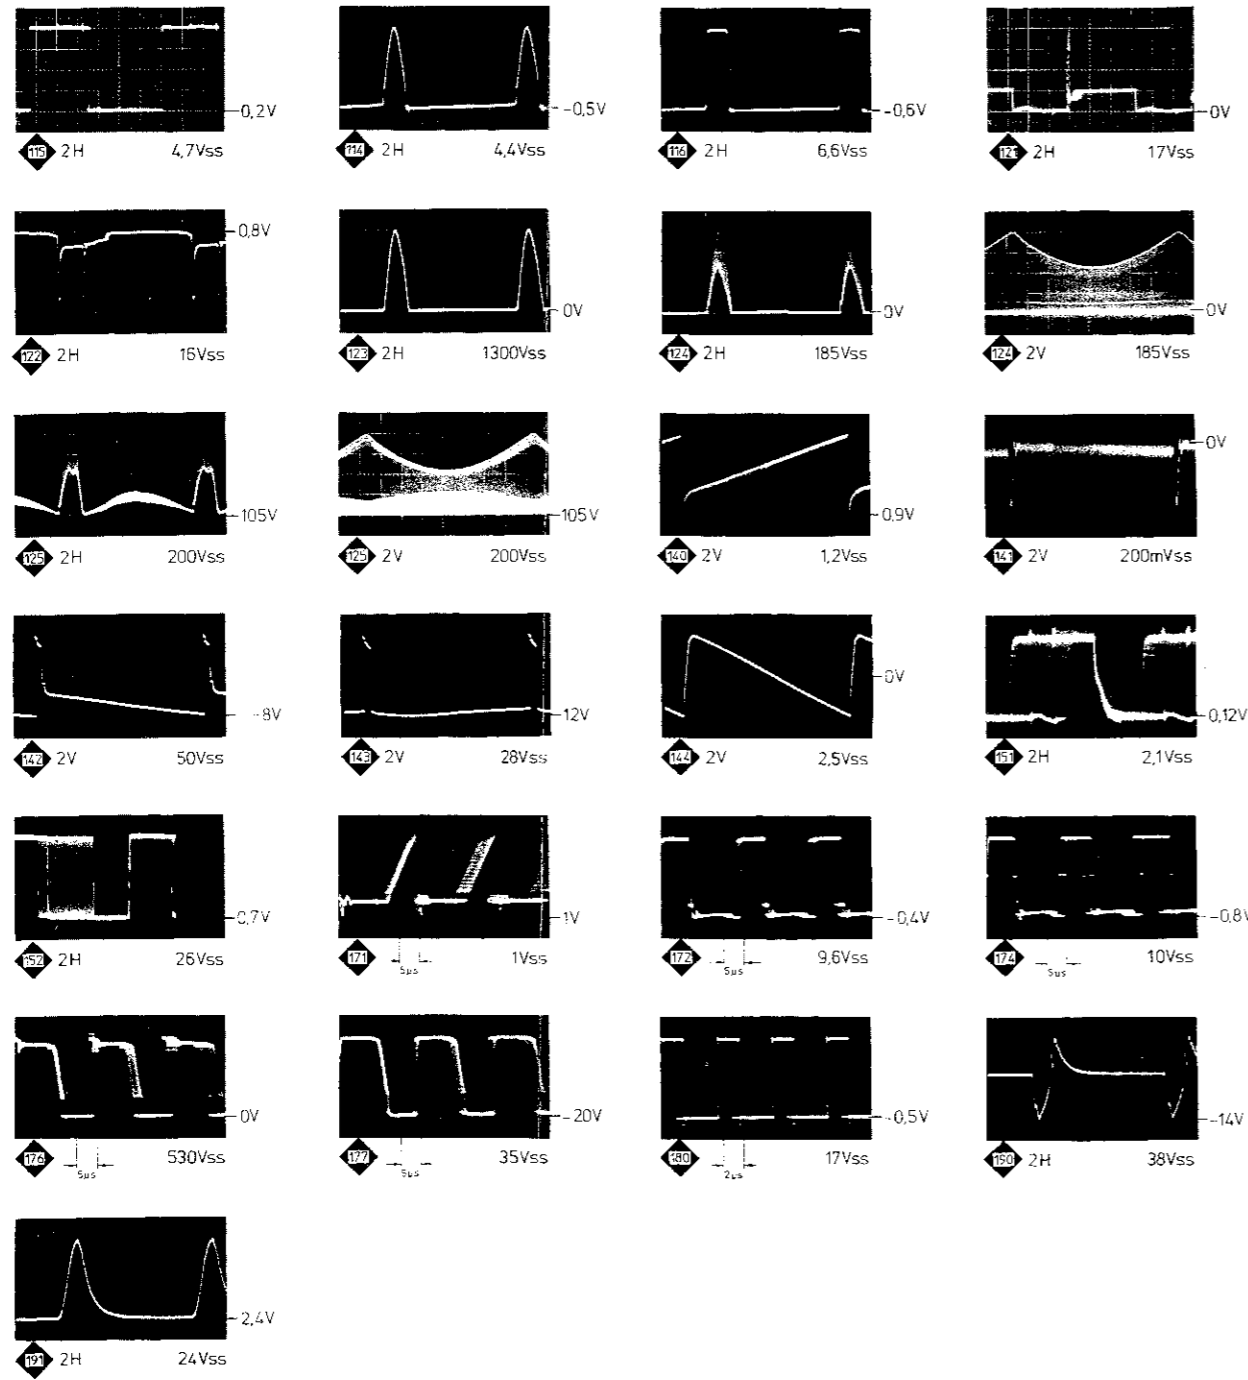 0,2V
-0,5V
-0,6V
0V
115 2H 4,7Vss
114 2H 4,4Vss
116 2H 6,6Vss
121 2H 17Vss
0,8V
0V
0V
0V
122 2H 16Vss
123 2H 1300Vss
124 2H 185Vss
124 2V 185Vss
105V
105V
0,9V
0V
125 2H 200Vss
125 2V 200Vss
140 2V 1,2Vss
141 2V 200mVss
-8V
12V
0V
0,12V
142 2V 50Vss
143 2V 28Vss
144 2V 2,5Vss
151 2H 2,1Vss
0,7V
1V
-0,4V
-0,8V
152 2H 26Vss
171 5µs 1Vss
172 5µs 9,6Vss
174 5µs 10Vss
0V
-20V
-0,5V
-14V
176 5µs 530Vss
177 5µs 35Vss
180 2µs 17Vss
190 2H 38Vss
2,4V
191 2H 24Vss